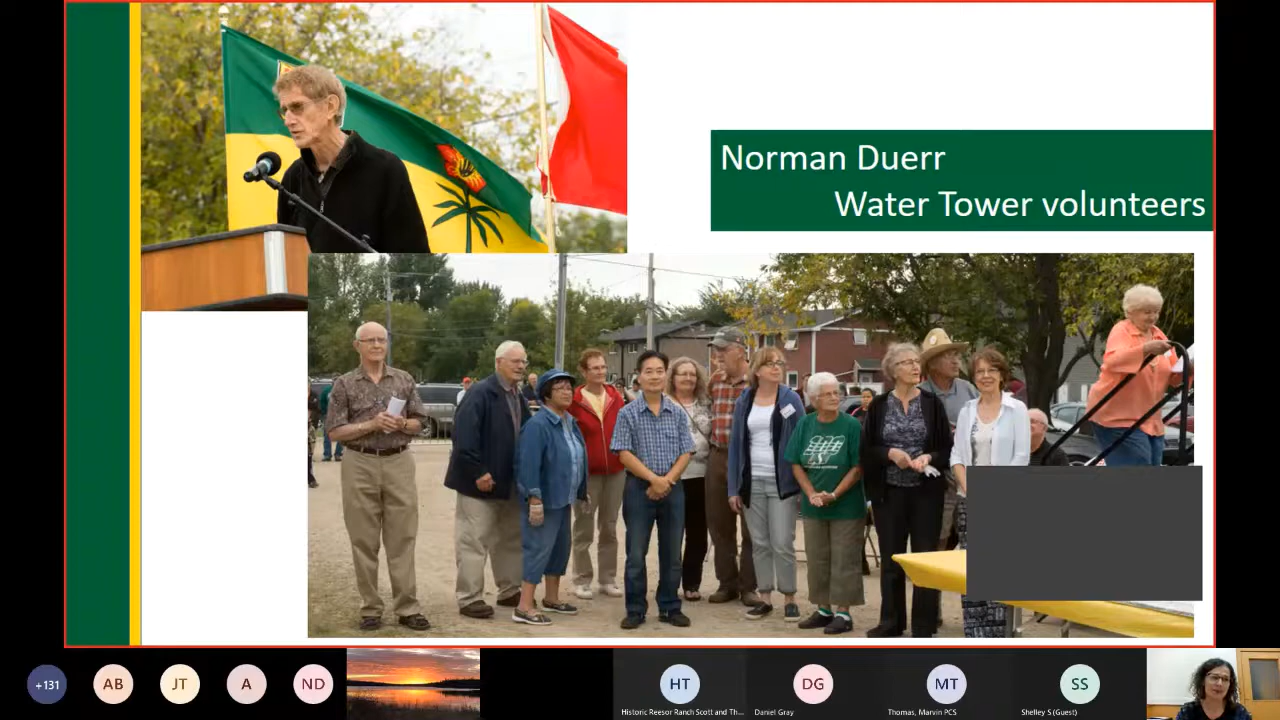 Norman Duerr
Water Tower volunteers
+131
AB
JT
A
ND
HT
DG
MT
SS
Historic Reesor Ranch Scott and Th...
Daniel Gray
Thomas, Marvin PCS
Shelley S (Guest)